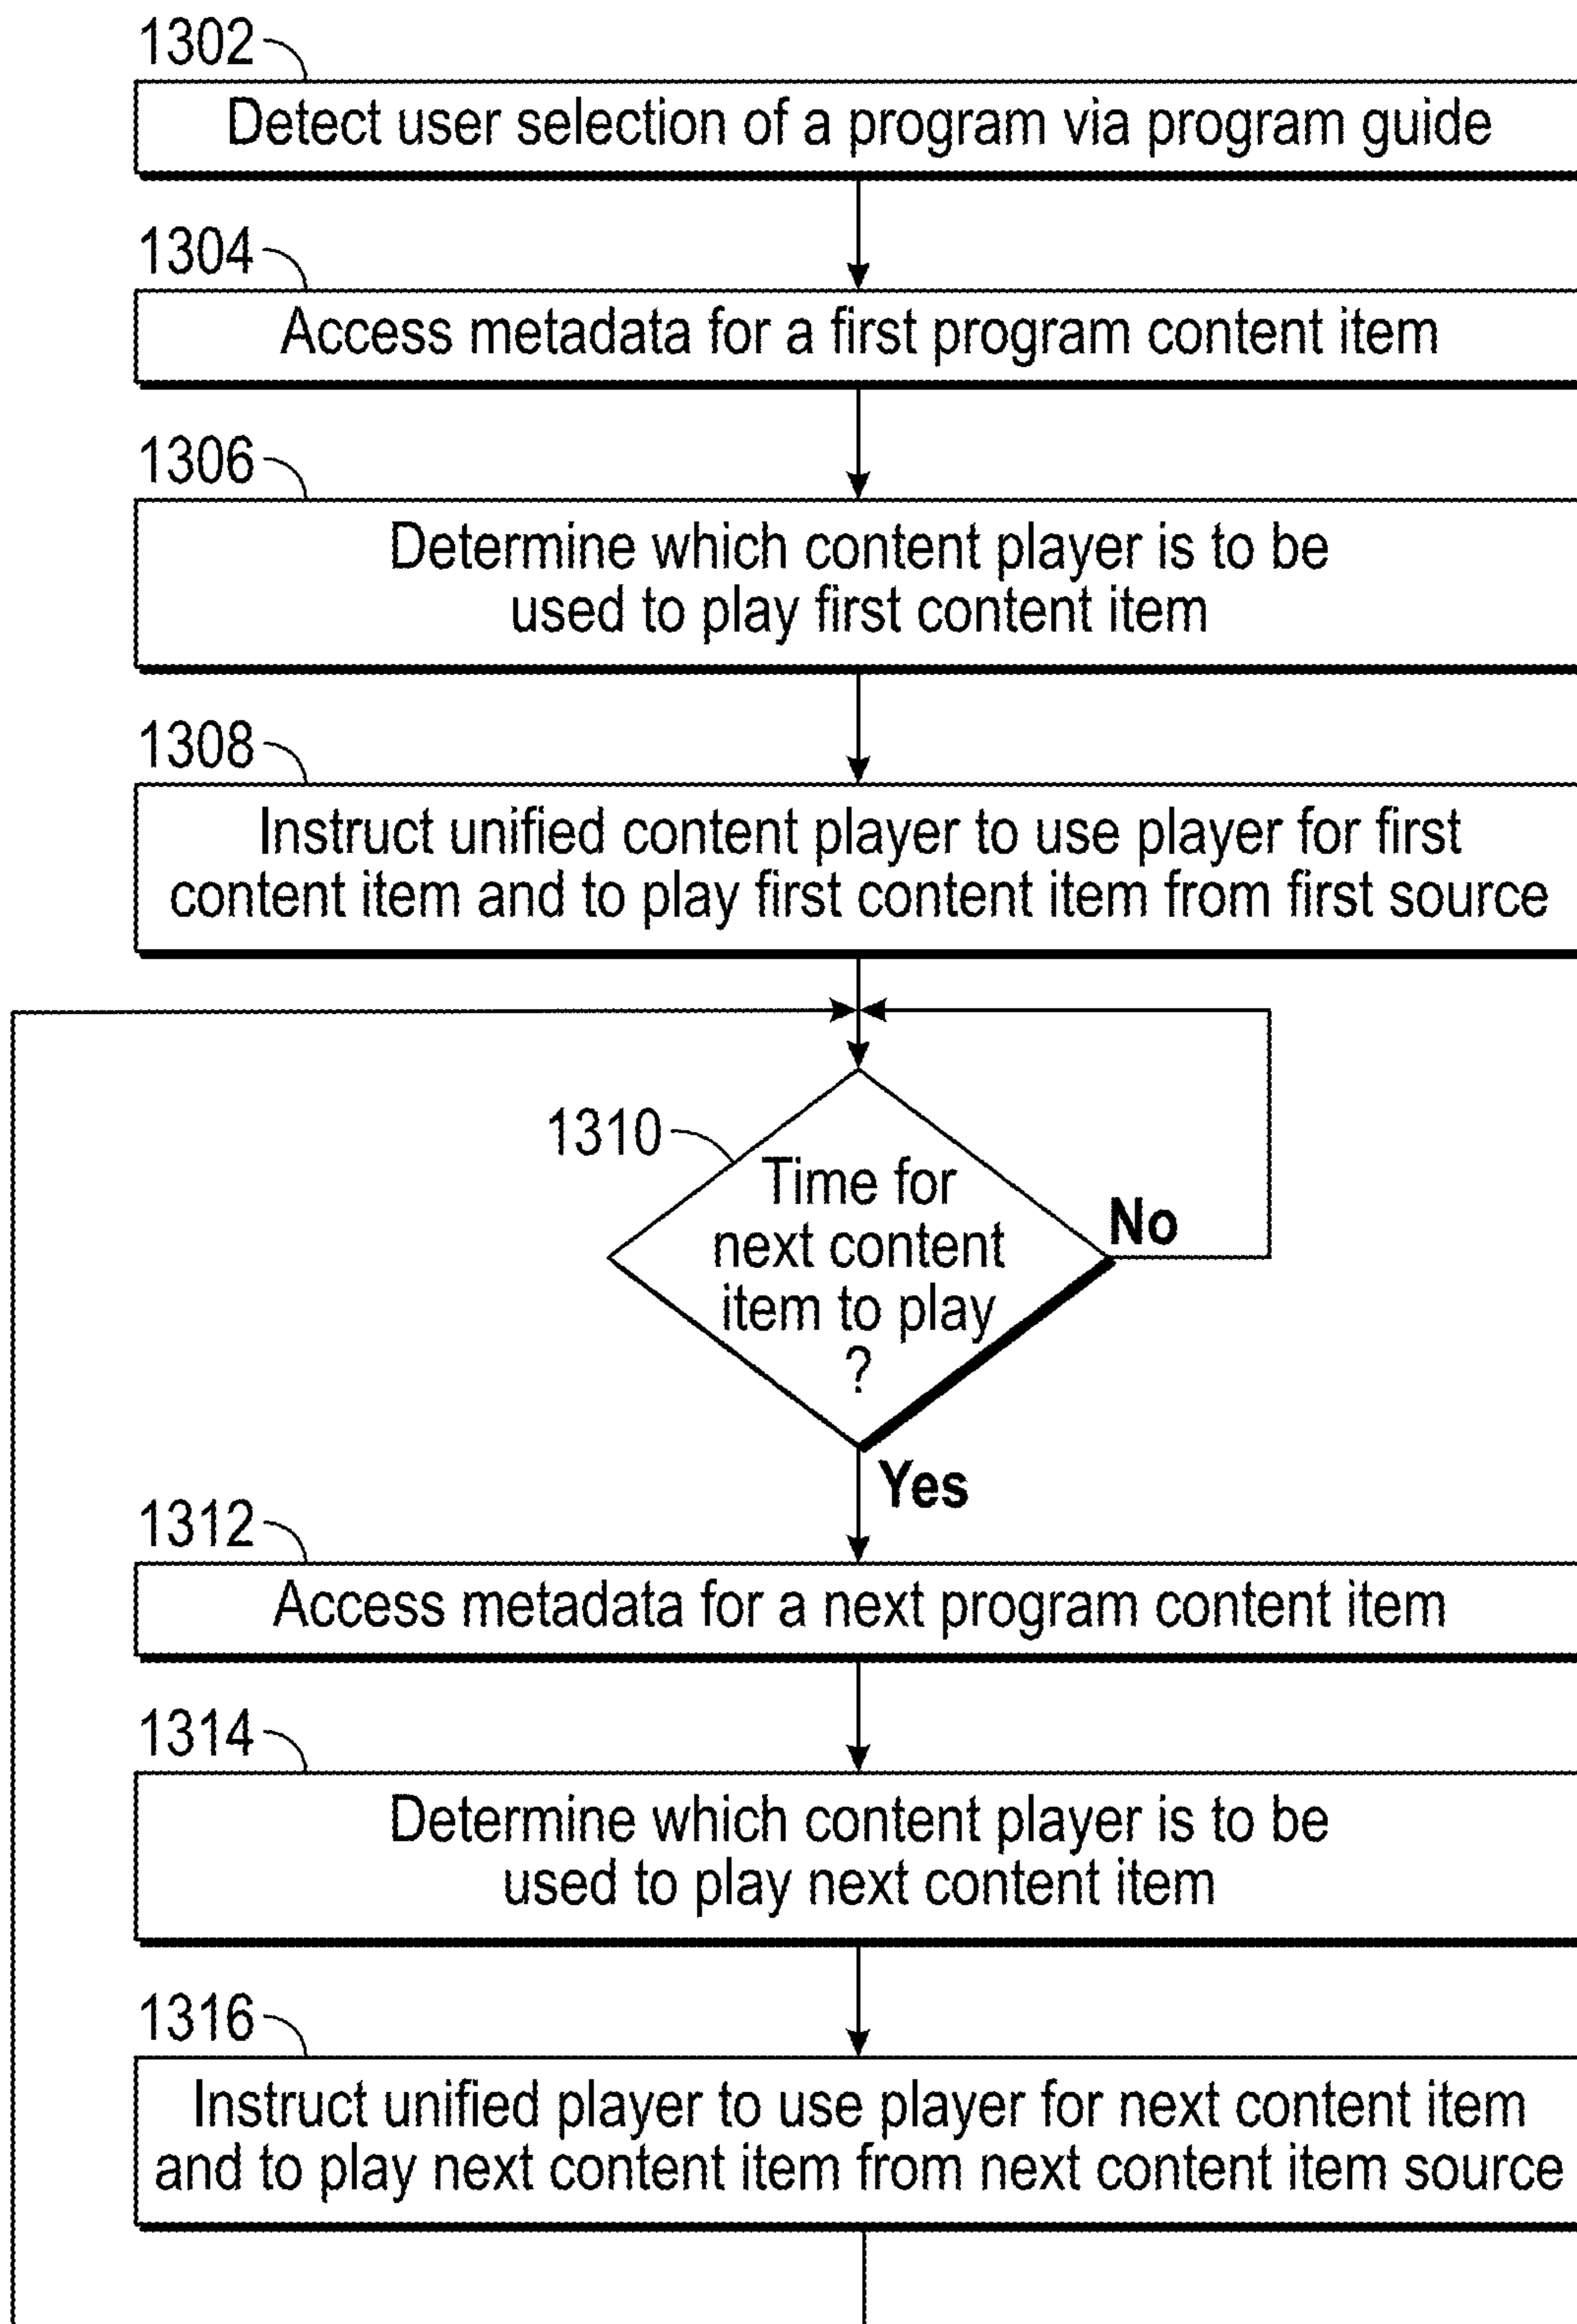 1302
Detect user selection of a program via program guide
1304
Access metadata for a first program content item
1306
Determine which content player is to be
used to play first content item
1308
Instruct unified content player to use player for first
content item and to play first content item from first source
1310
Time for
next content
item to play
?
No
Yes
1312
Access metadata for a next program content item
1314
Determine which content player is to be
used to play next content item
1316
Instruct unified player to use player for next content item
and to play next content item from next content item source